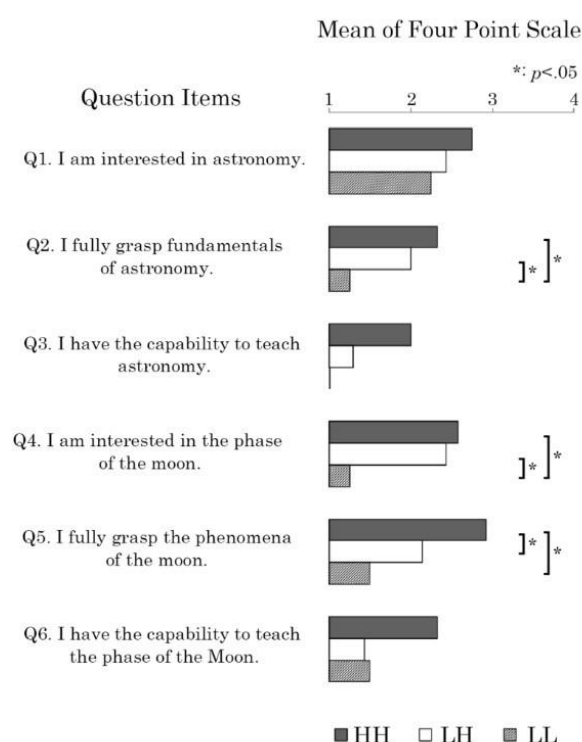 Mean of Four Point Scale
*: p<.05
Question Items
1 2 3 4
Q1. I am interested in astronomy.
Q2. I fully grasp fundamentals
of astronomy.
* *
Q3. I have the capability to teach
astronomy.
Q4. I am interested in the phase
of the moon.
* *
Q5. I fully grasp the phenomena
of the moon.
* *
Q6. I have the capability to teach
the phase of the Moon.
HH LH LL